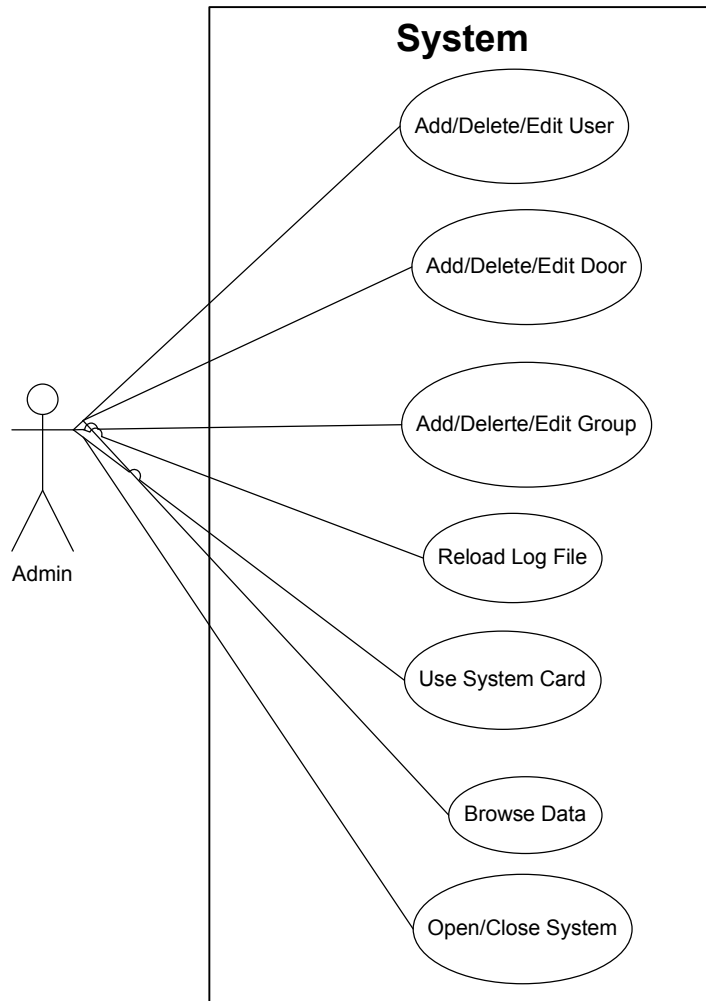 System
Add/Delete/Edit User
Add/Delete/Edit Door
Add/Delerte/Edit Group
Reload Log File
Admin
Use System Card
Browse Data
Open/Close System